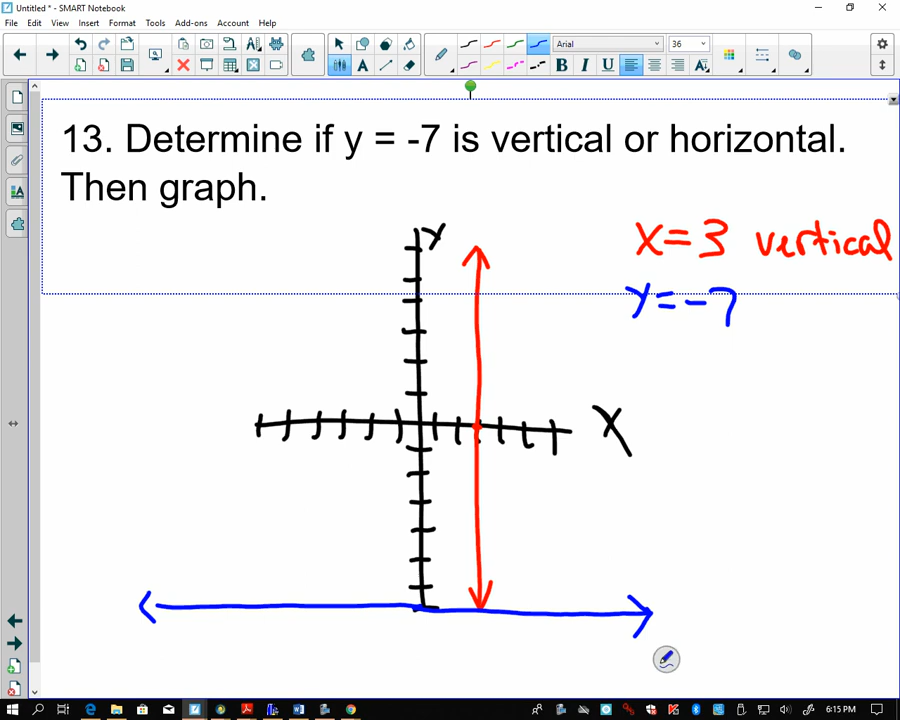 Untitled * - SMART Notebook
File Edit View Insert Format Tools Add-ons Account Help
Arial 36
B I U
13. Determine if y = -7 is vertical or horizontal.
Then graph.
Y
x=3 vertical
y=-7
X
6:15 PM